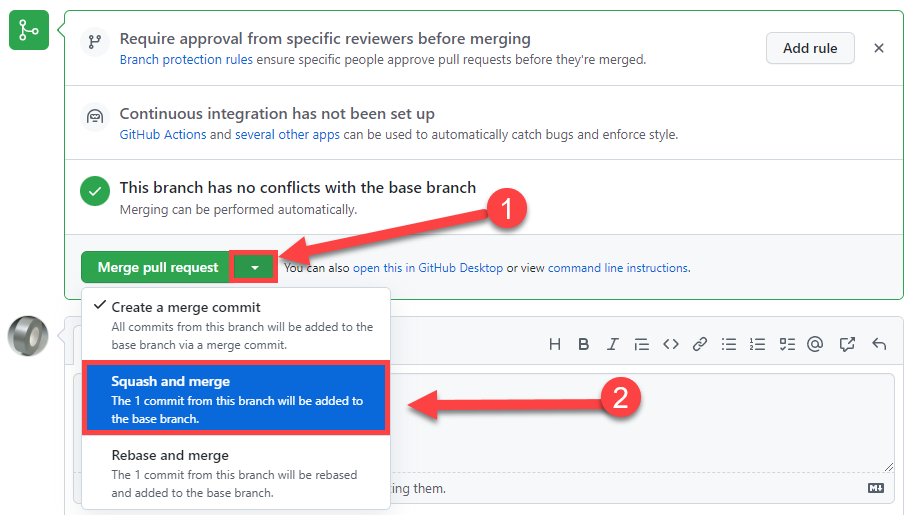 Require approval from specific reviewers before merging
Branch protection rules ensure specific people approve pull requests before they're merged.
Add rule
Continuous integration has not been set up
GitHub Actions and several other apps can be used to automatically catch bugs and enforce style.
This branch has no conflicts with the base branch
Merging can be performed automatically.
1
Merge pull request
You can also open this in GitHub Desktop or view command line instructions.
Create a merge commit
All commits from this branch will be added to the
base branch via a merge commit.
Squash and merge
The 1 commit from this branch will be added to
the base branch.
2
Rebase and merge
The 1 commit from this branch will be rebased
and added to the base branch.
them.